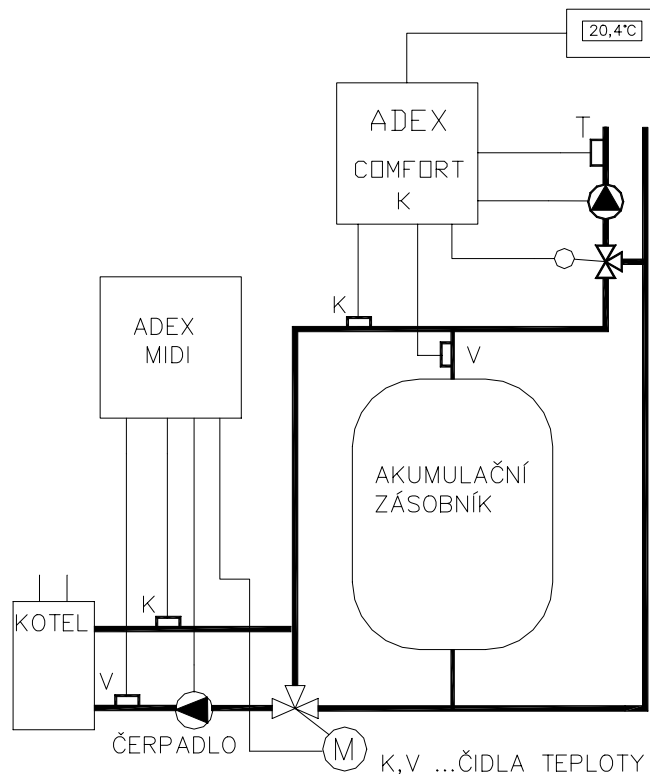 20,4°C
ADEX
COMFORT
K
T
K
V
ADEX
MIDI
AKUMULAČNÍ
ZÁSOBNÍK
KOTEL
K
V
ČERPADLO
M
K,V ...ČIDLA TEPLOTY